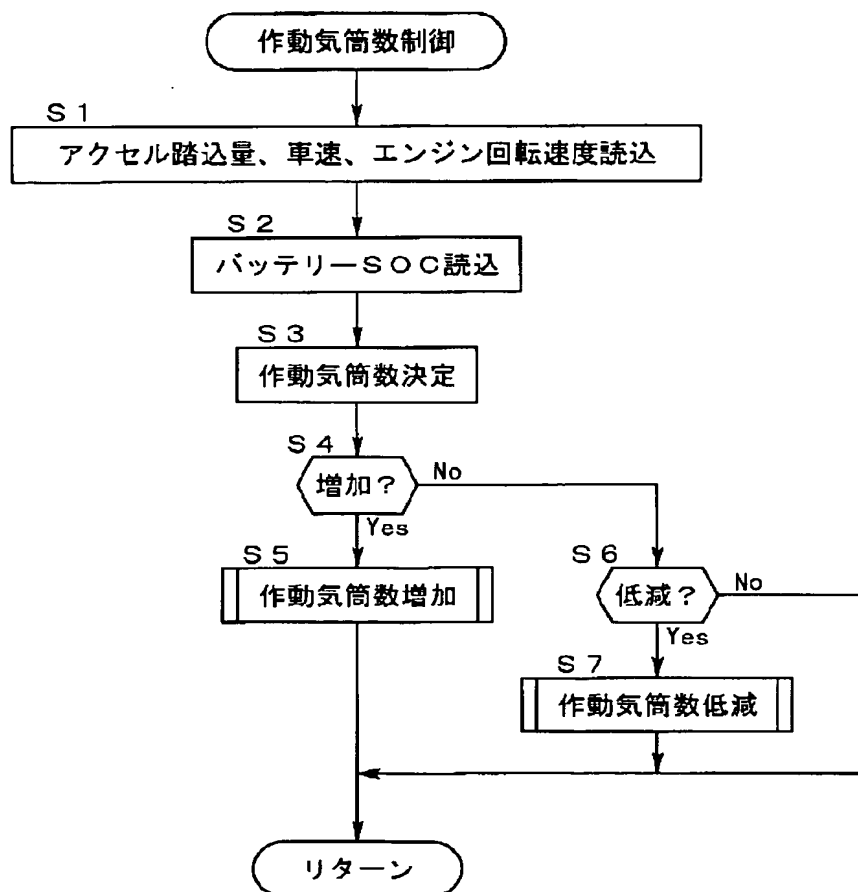 作動気筒数制御
Ｓ１
アクセル踏込量、車速、エンジン回転速度読込
Ｓ２
バッテリーＳＯＣ読込
Ｓ３
作動気筒数決定
Ｓ４
増加？
No
Yes
Ｓ５
作動気筒数増加
Ｓ６
低減？
No
Yes
Ｓ７
作動気筒数低減
リターン